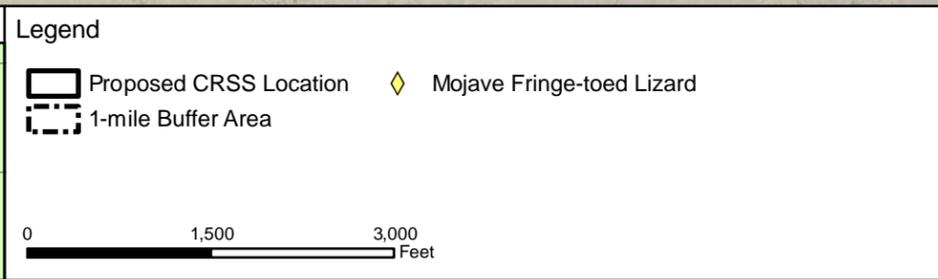 Legend
Proposed CRSS Location Mojave Fringe-toed Lizard
1-mile Buffer Area
0 1,500 3,000
Feet